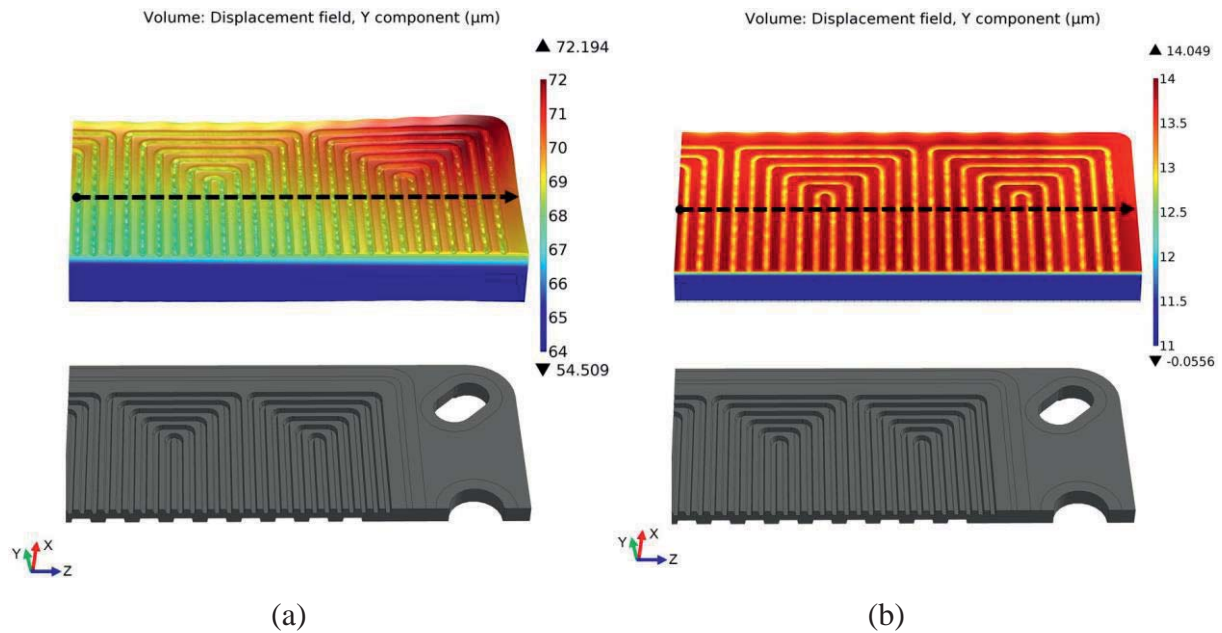 Volume: Displacement field, Y component (µm)
▲ 72.194
72
71
70
69
68
67
66
65
64
▼ 54.509
Y
X
Z
(a)
Volume: Displacement field, Y component (µm)
▲ 14.049
14
13.5
13
12.5
12
11.5
11
▼ -0.0556
Y
X
Z
(b)